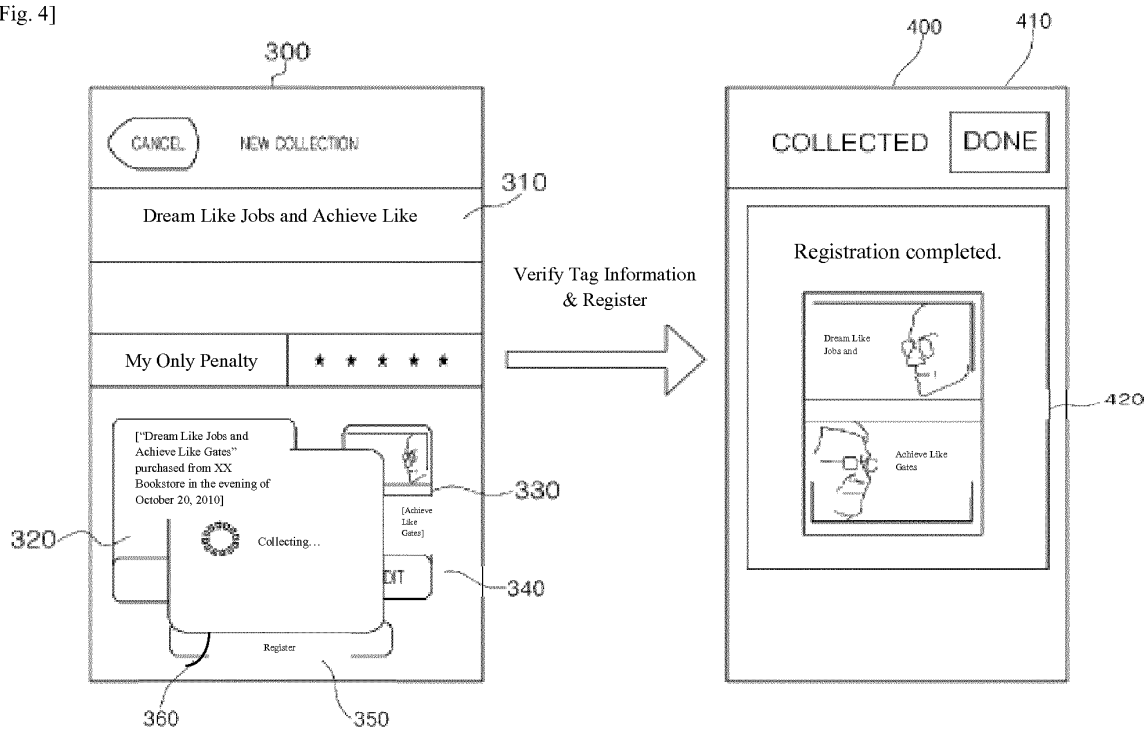 Fig. 4]
400
410
300
CANCEL
NEW COLLECTION
COLLECTED
DONE
310
Dream Like Jobs and Achieve Like
Registration completed.
Verify Tag Information
& Register
My Only Penalty
★ ★ ★ ★ ★
Dream Like
Jobs and
420
["Dream Like Jobs and
Achieve Like Gates"
purchased from XX
Bookstore in the evening of
October 20, 2010]
Achieve Like
Gates
330
[Achieve
Like
Gates]
320
Collecting...
DIT
340
Register
360
350